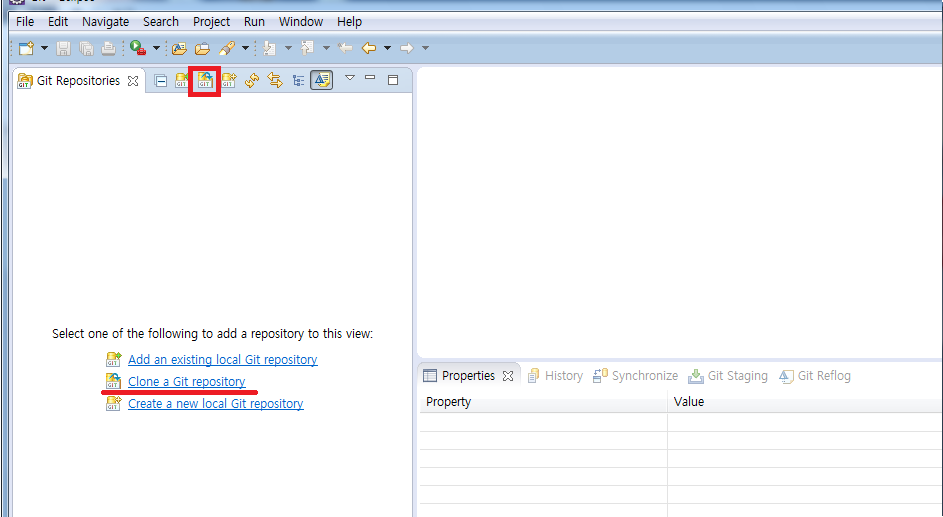 File Edit Navigate Search Project Run Window Help
Git Repositories
Select one of the following to add a repository to this view:
Add an existing local Git repository
Clone a Git repository
Create a new local Git repository
Properties History Synchronize Git Staging Git Reflog
Property Value